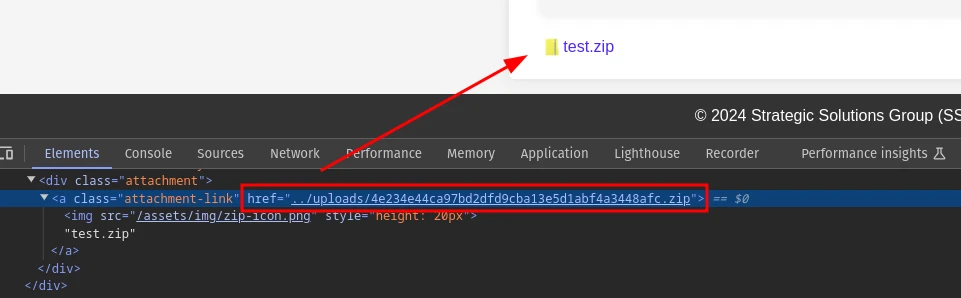 test.zip
© 2024 Strategic Solutions Group (SS
Elements Console Sources Network Performance Memory Application Lighthouse Recorder Performance insights
<div class="attachment">
<a class="attachment-link" href="../uploads/4e234e44ca97bd2dfd9cba13e5d1abf4a3448afc.zip"> == $0
<img src="/assets/img/zip-icon.png" style="height: 20px">
"test.zip"
</a>
</div>
</div>